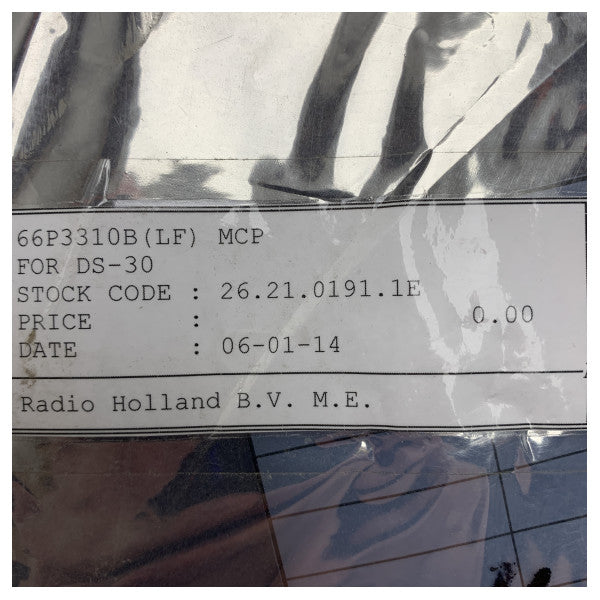 66P3310B(LF) MCP
FOR DS-30
STOCK CODE : 26.21.0191.1E
PRICE : 0.00
DATE : 06-01-14
Radio Holland B.V. M.E.